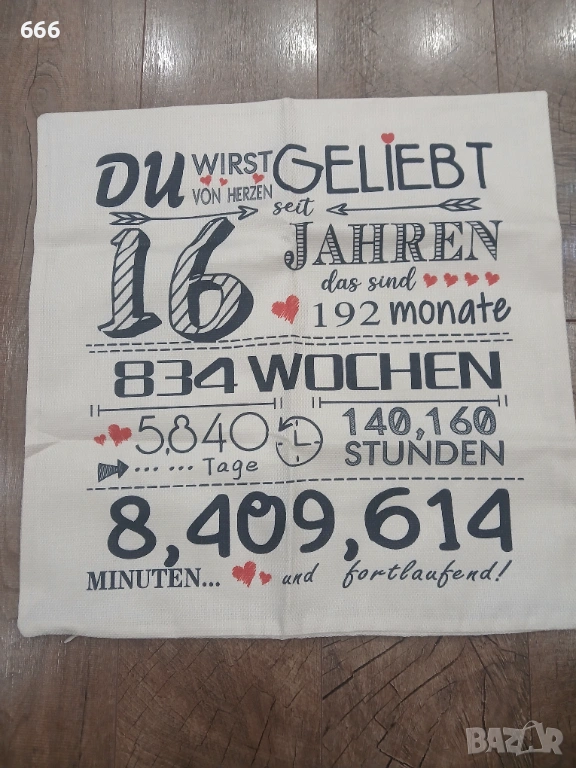 666
DU WIRST VON HERZEN GELIEBT
seit
16 JAHREN
das sind
192 monate
834 WOCHEN
5,840 ... ... Tage
140,160 STUNDEN
8,409,614
MINUTEN... und fortlaufend!
BAZAR